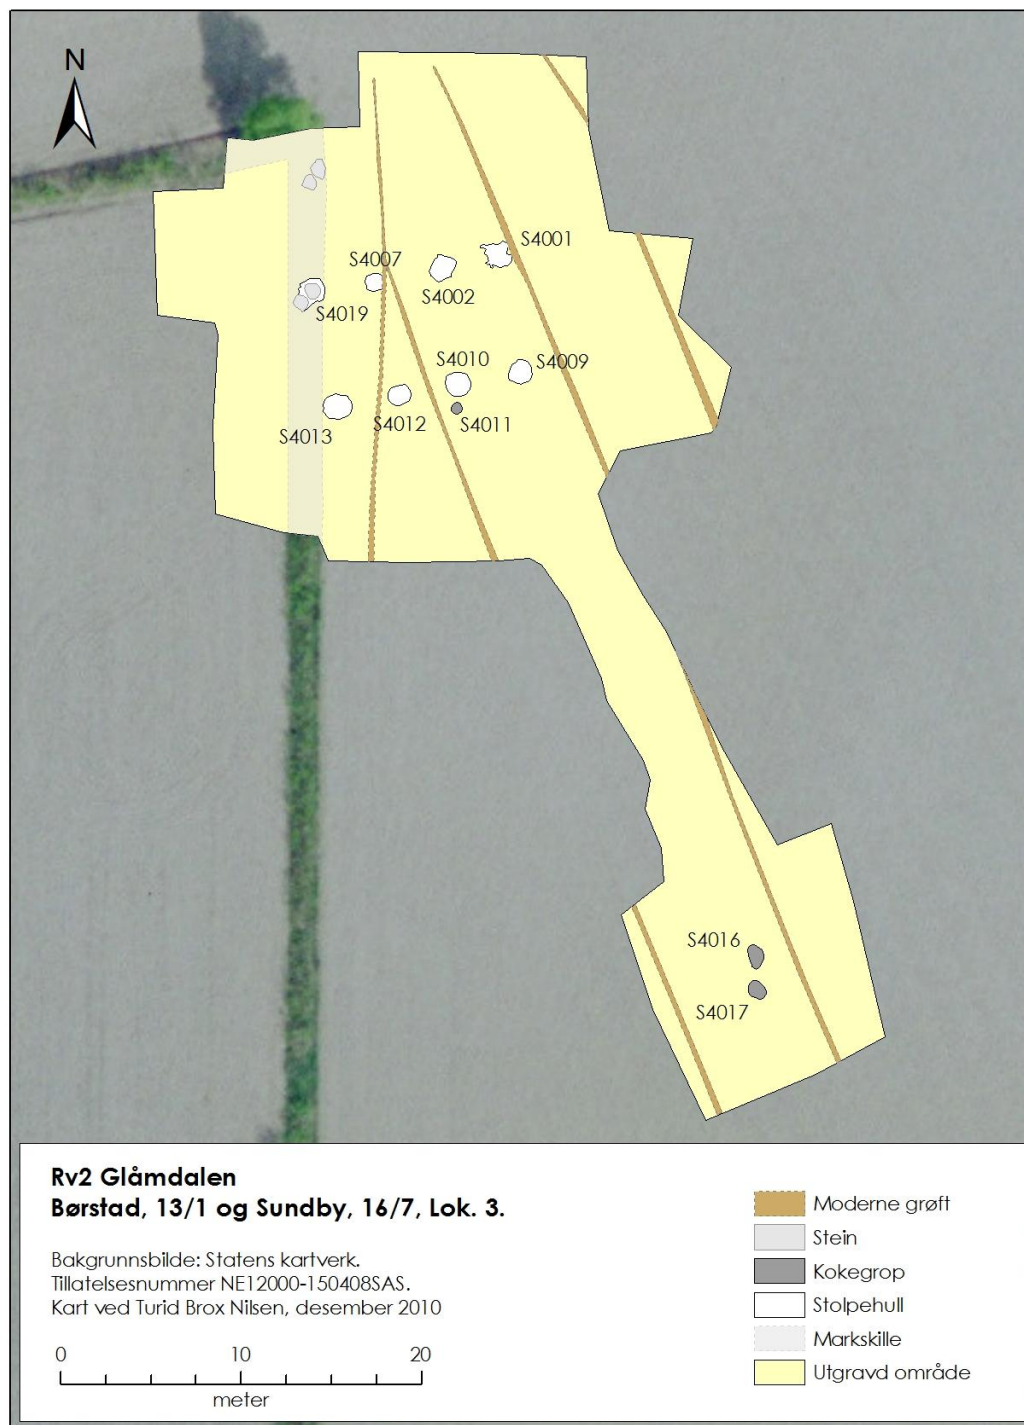 N
S4001
S4007
S4002
S4019
S4010
S4009
S4012
S4011
S4013
S4016
S4017
Rv2 Glåmdalen
Børstad, 13/1 og Sundby, 16/7, Lok. 3.
Bakgrunnsbilde: Statens kartverk.
Tillatelsesnummer NE12000-150408SAS.
Kart ved Turid Brox Nilsen, desember 2010
0 10 20
meter
Moderne grøft
Stein
Kokegrop
Stolpehull
Markskille
Utgravd område